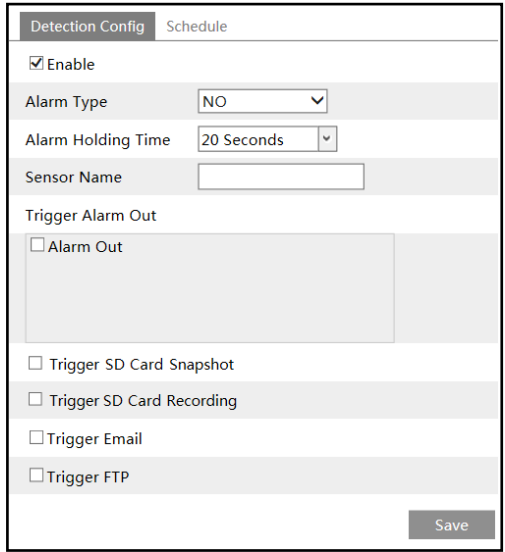 Detection Config Schedule
Enable
Alarm Type NO
Alarm Holding Time 20 Seconds
Sensor Name
Trigger Alarm Out
Alarm Out
Trigger SD Card Snapshot
Trigger SD Card Recording
Trigger Email
Trigger FTP
Save